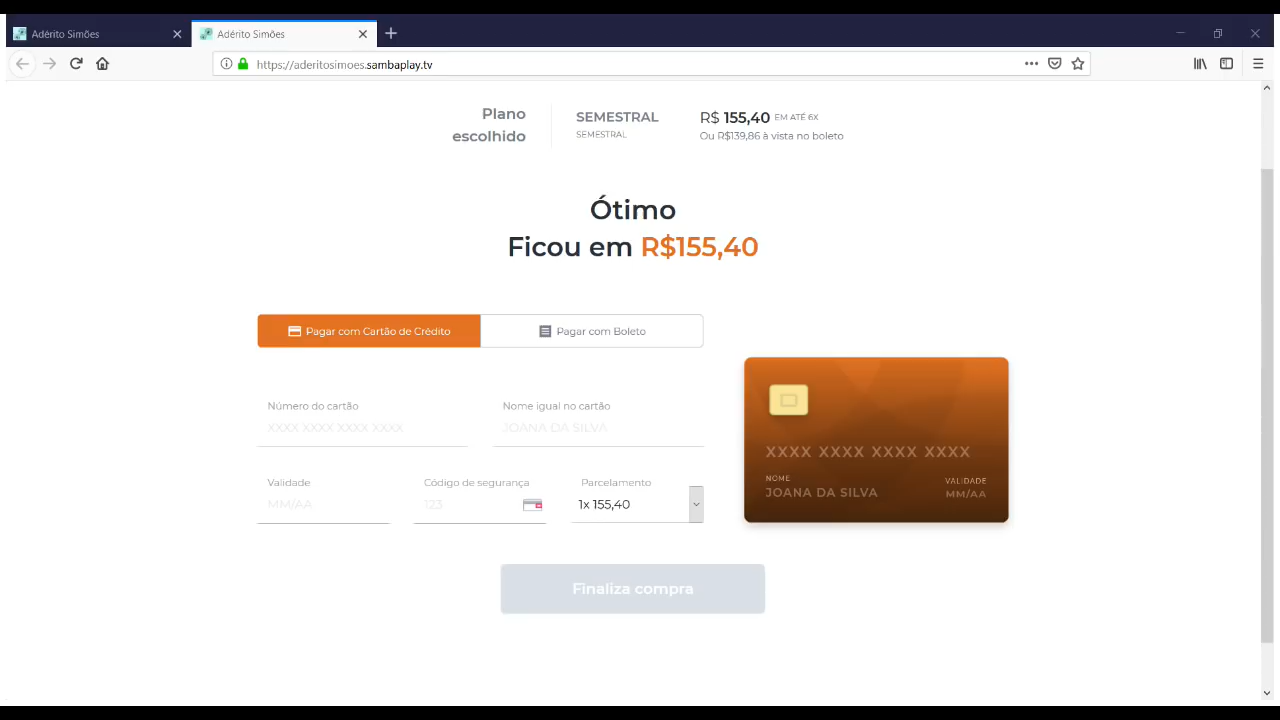 Adérito Simões
Adérito Simões
https://aderitosimoes.sambaplay.tv
Plano
escolhido
SEMESTRAL
SEMESTRAL
R$ 155,40 EM ATÉ 6X
Ou R$139,86 à vista no boleto
Ótimo
Ficou em R$155,40
Pagar com Cartão de Crédito
Pagar com Boleto
Número do cartão
XXXX XXXX XXXX XXXX
Nome igual no cartão
JOANA DA SILVA
Validade
MM/AA
Código de segurança
123
Parcelamento
1x 155,40
XXXX XXXX XXXX XXXX
NOME
JOANA DA SILVA
VALIDADE
MM/AA
Finaliza compra